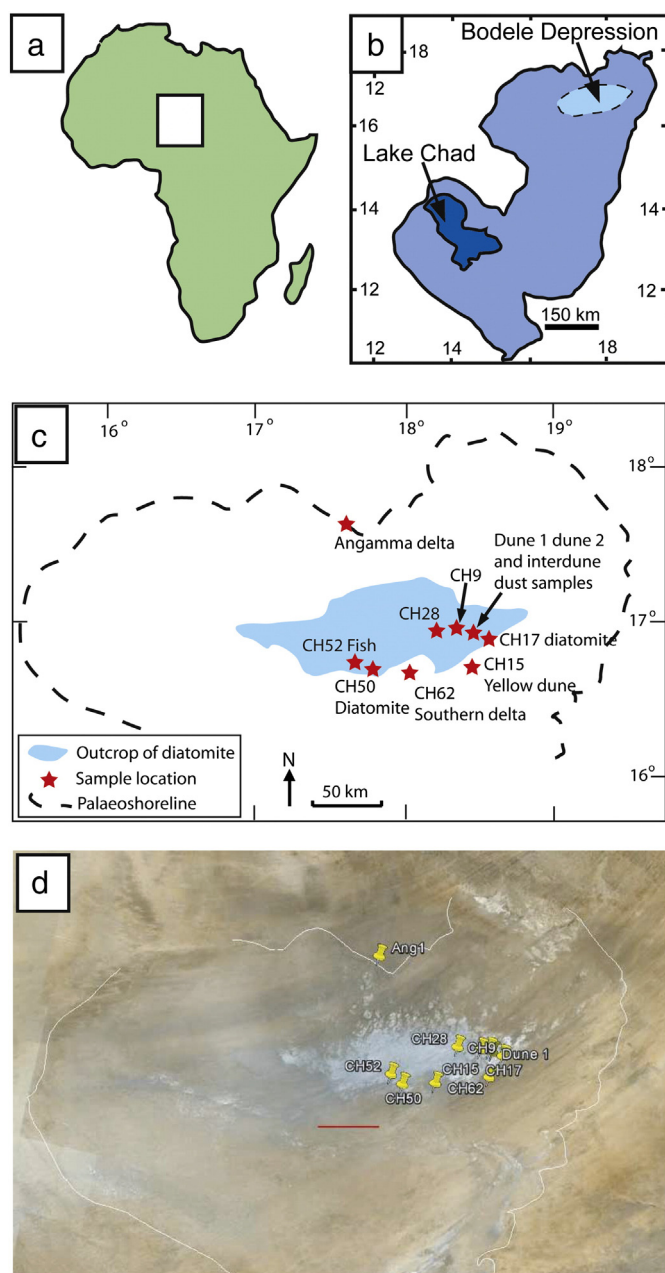 a
b
Bodele Depression
Lake Chad
18
12
16
14
12
16
14
12
150 km
12
14
18
c
16°
17°
18°
19°
18°
17°
16°
Angamma delta
Dune 1 dune 2
and interdune
dust samples
CH9
CH28
CH17 diatomite
CH52 Fish
CH50
Diatomite
CH62
Southern delta
CH15
Yellow dune
Outcrop of diatomite
Sample location
Palaeoshoreline
N
50 km
d
Ang1
CH28
CH9
Dune 1
CH52
CH15
CH17
CH50
CH62